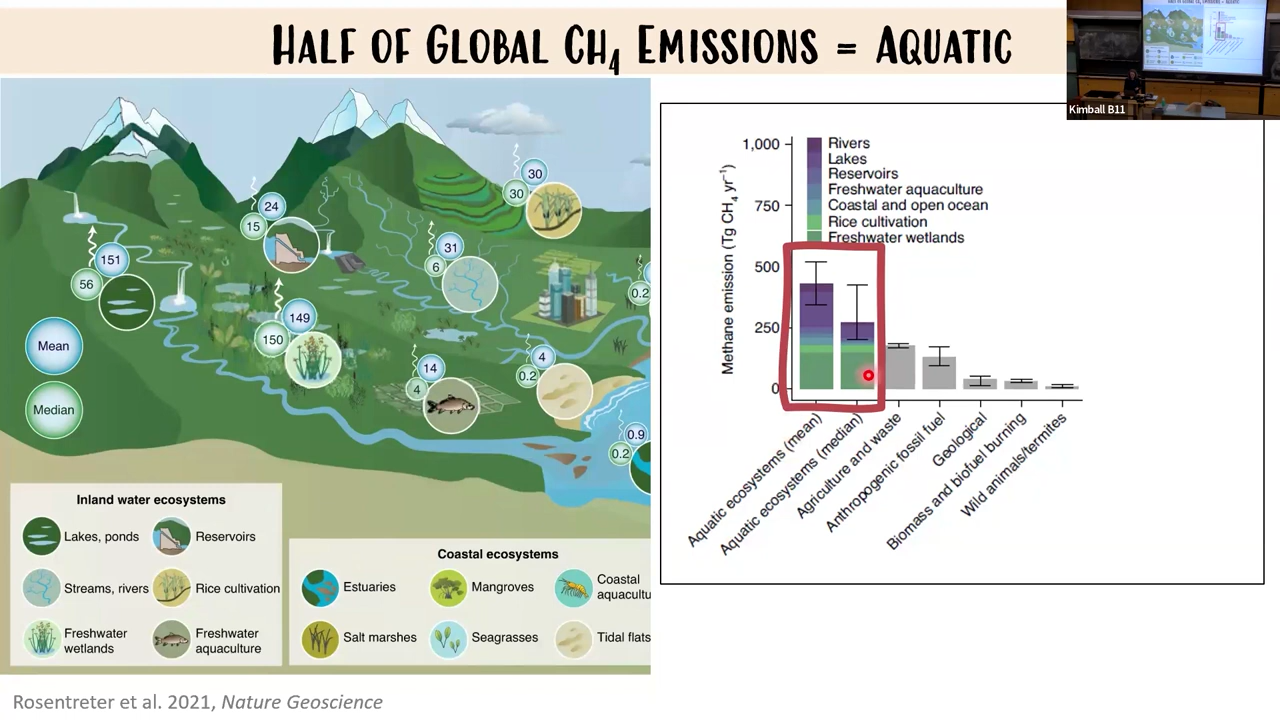 HALF OF GLOBAL CH4 EMISSIONS = AQUATIC
Kimball B11
30
30
24
15
151
56
31
6
0.2
149
150
Mean
Median
14
4
4
0.2
0.9
0.2
Inland water ecosystems
Lakes, ponds
Reservoirs
Streams, rivers
Rice cultivation
Freshwater
wetlands
Freshwater
aquaculture
Coastal ecosystems
Estuaries
Mangroves
Coastal
aquacultu
Salt marshes
Seagrasses
Tidal flats
Methane emission (Tg CH4 yr−1)
1,000
750
500
250
0
Rivers
Lakes
Reservoirs
Freshwater aquaculture
Coastal and open ocean
Rice cultivation
Freshwater wetlands
Aquatic ecosystems (mean)
Aquatic ecosystems (median)
Agriculture and waste
Anthropogenic fossil fuel
Geological
Biomass and biofuel burning
Wild animals/termites
Rosentreter et al. 2021, Nature Geoscience